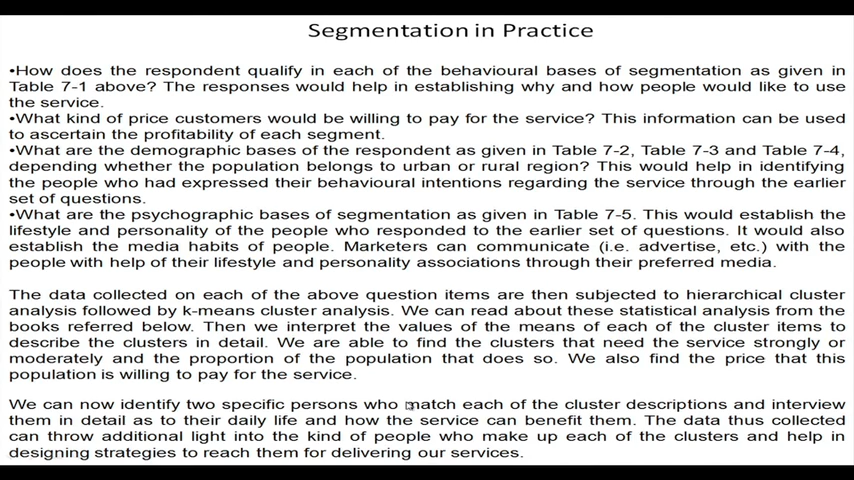 Segmentation in Practice
•How does the respondent qualify in each of the behavioural bases of segmentation as given in
Table 7-1 above? The responses would help in establishing why and how people would like to use
the service.
•What kind of price customers would be willing to pay for the service? This information can be used
to ascertain the profitability of each segment.
•What are the demographic bases of the respondent as given in Table 7-2, Table 7-3 and Table 7-4,
depending whether the population belongs to urban or rural region? This would help in identifying
the people who had expressed their behavioural intentions regarding the service through the earlier
set of questions.
•What are the psychographic bases of segmentation as given in Table 7-5. This would establish the
lifestyle and personality of the people who responded to the earlier set of questions. It would also
establish the media habits of people. Marketers can communicate (i.e. advertise, etc.) with the
people with help of their lifestyle and personality associations through their preferred media.
The data collected on each of the above question items are then subjected to hierarchical cluster
analysis followed by k-means cluster analysis. We can read about these statistical analysis from the
books referred below. Then we interpret the values of the means of each of the cluster items to
describe the clusters in detail. We are able to find the clusters that need the service strongly or
moderately and the proportion of the population that does so. We also find the price that this
population is willing to pay for the service.
We can now identify two specific persons who match each of the cluster descriptions and interview
them in detail as to their daily life and how the service can benefit them. The data thus collected
can throw additional light into the kind of people who make up each of the clusters and help in
designing strategies to reach them for delivering our services.